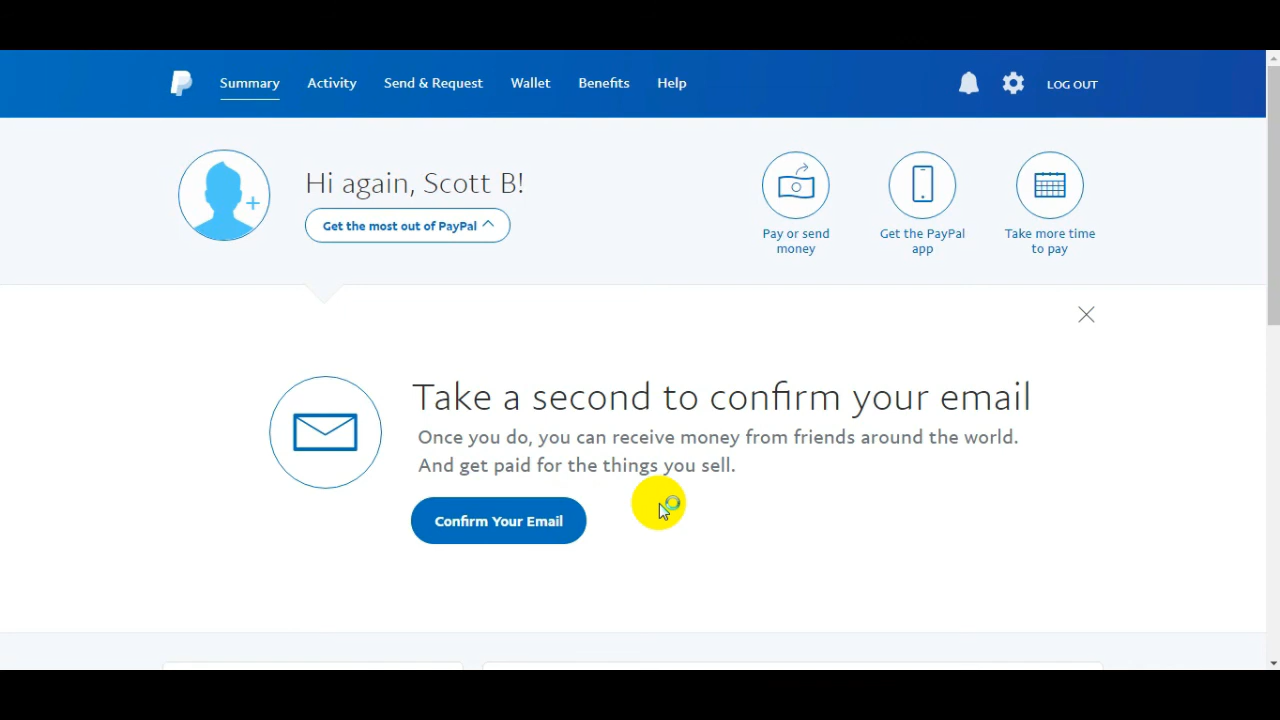 Summary Activity Send & Request Wallet Benefits Help LOG OUT
Hi again, Scott B!
Get the most out of PayPal
Pay or send
money
Get the PayPal
app
Take more time
to pay
Take a second to confirm your email
Once you do, you can receive money from friends around the world.
And get paid for the things you sell.
Confirm Your Email